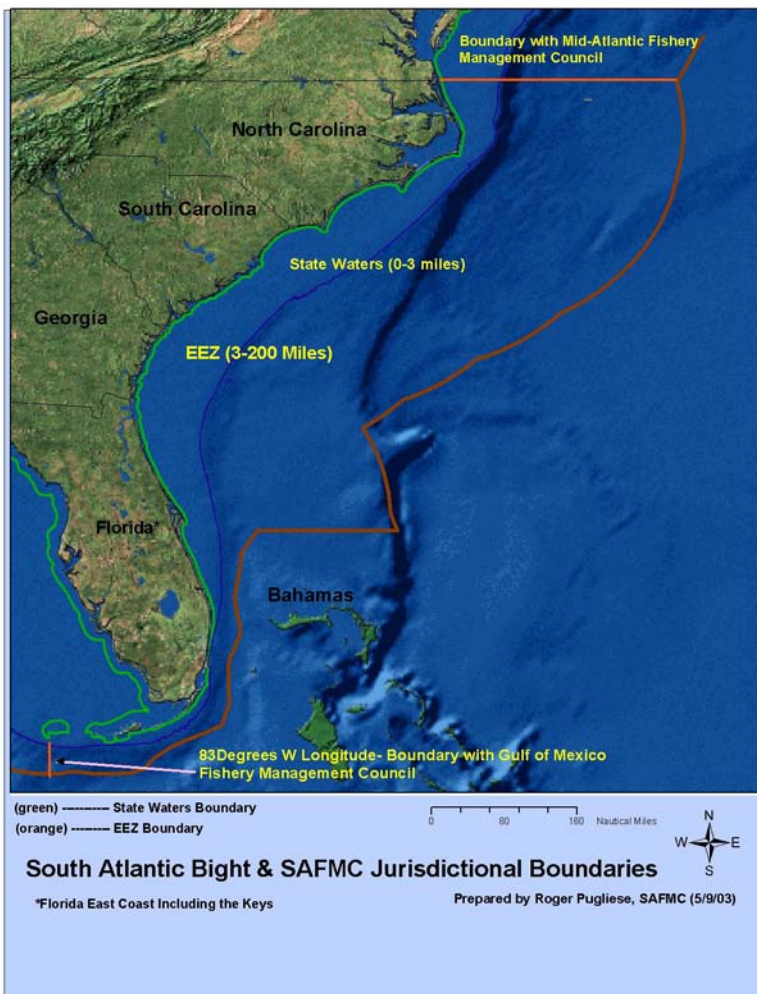 Boundary with Mid-Atlantic Fishery
Management Council
North Carolina
South Carolina
State Waters (0-3 miles)
Georgia
EEZ (3-200 Miles)
Florida*
Bahamas
83Degrees W Longitude- Boundary with Gulf of Mexico
Fishery Management Council
(green) ----------- State Waters Boundary
(orange) --------- EEZ Boundary
0 80 160 Nautical Miles
N
W E
S
South Atlantic Bight & SAFMC Jurisdictional Boundaries
*Florida East Coast Including the Keys
Prepared by Roger Pugliese, SAFMC (5/9/03)